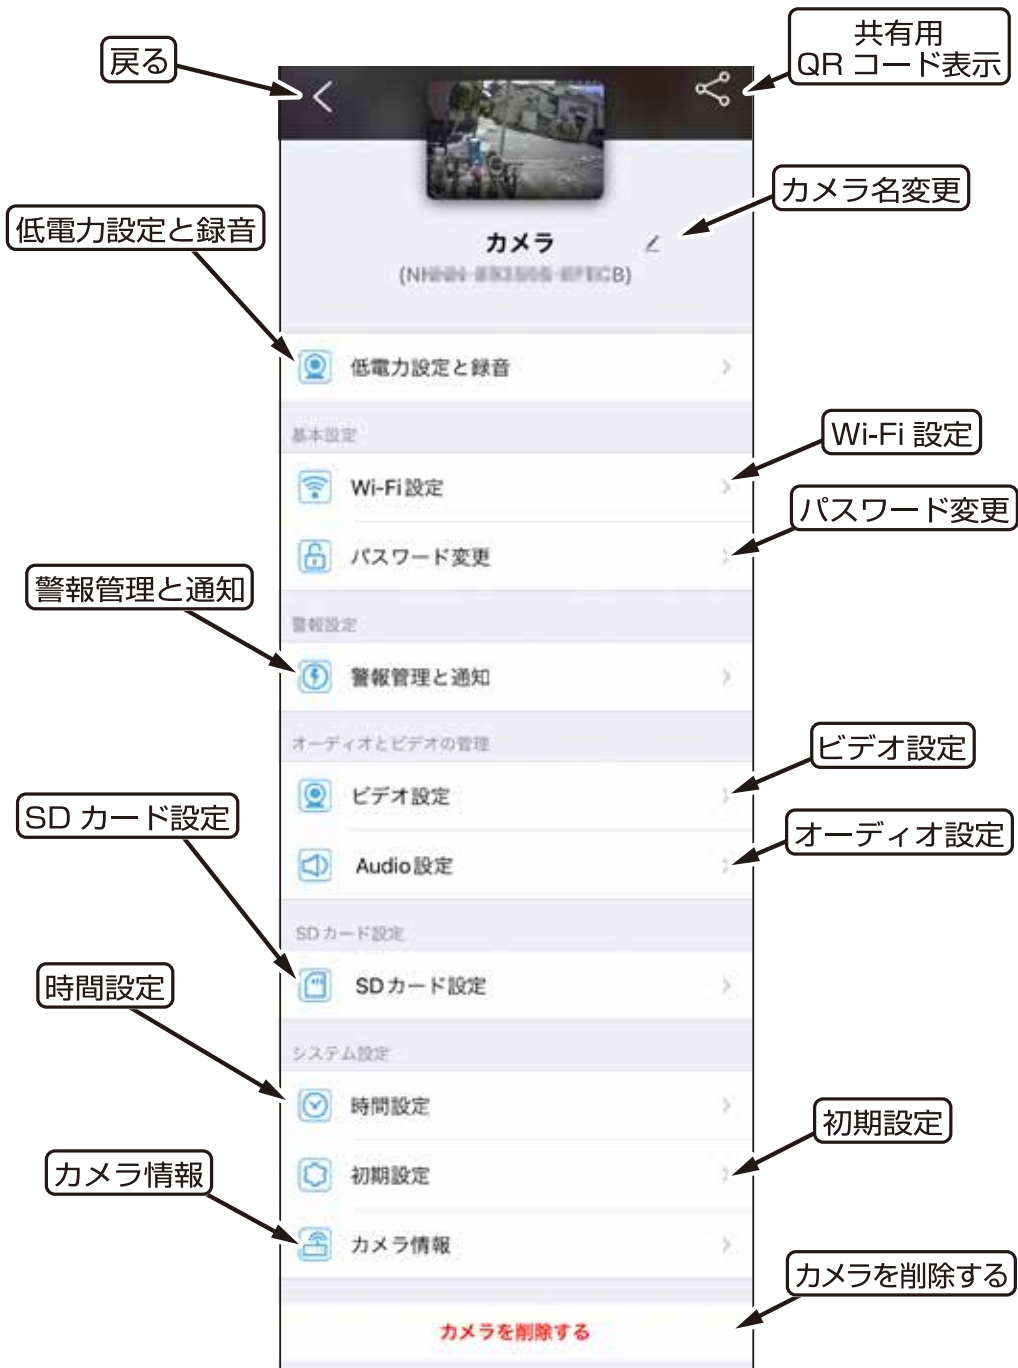 戻る
共有用
QR コード表示
カメラ名変更
低電力設定と録音
カメラ
低電力設定と録音
基本設定
Wi-Fi 設定
Wi-Fi設定
パスワード変更
パスワード変更
警報管理と通知
警報設定
警報管理と通知
オーディオとビデオの管理
ビデオ設定
ビデオ設定
SD カード設定
オーディオ設定
Audio設定
SDカード設定
時間設定
SDカード設定
システム設定
時間設定
初期設定
初期設定
カメラ情報
カメラ情報
カメラを削除する
カメラを削除する